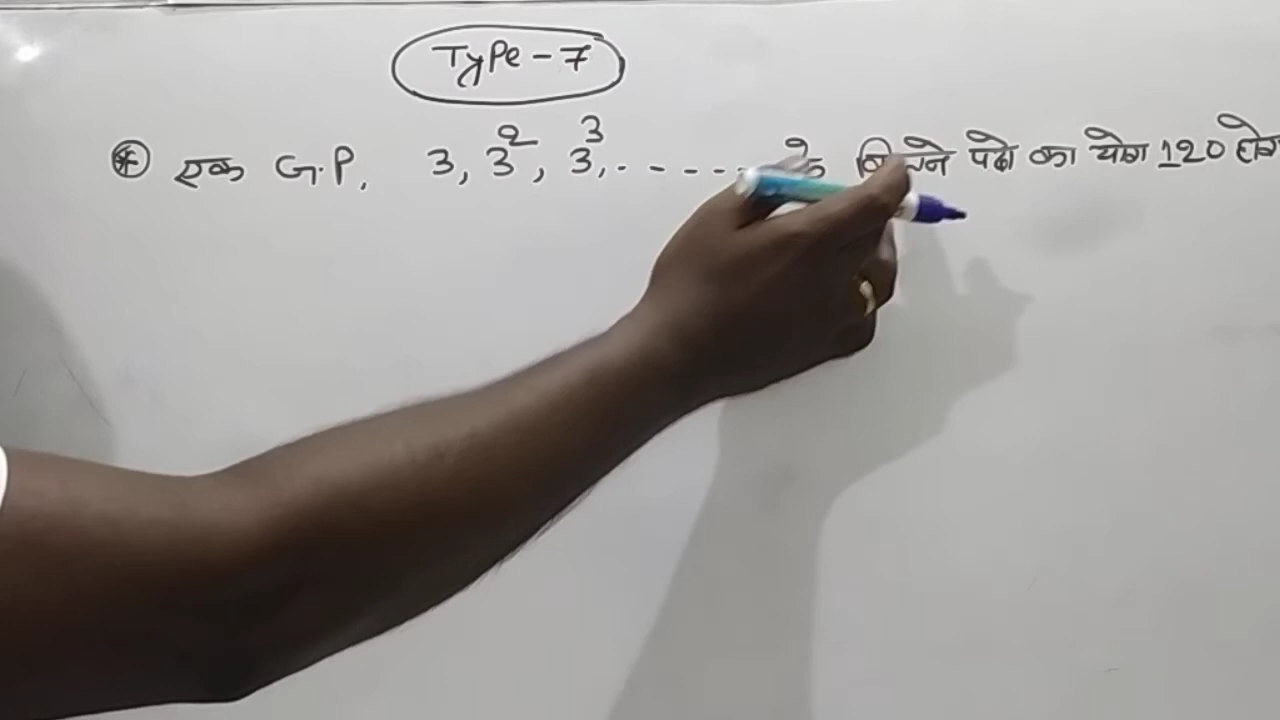 Type - 7
* एक G.P. 3, 3², 3³, . - - - - के पदो का योग 120 होगा